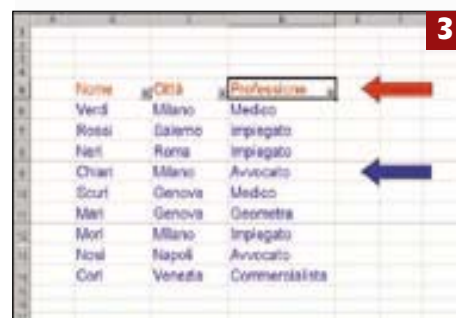 3
Nome Città Professione
Verdi Milano Medico
Rossi Salerno Impiegato
Neri Roma Impiegato
Chiari Milano Avvocato
Scuri Genova Medico
Mari Genova Geometra
Mori Milano Impiegato
Napoli Avvocato
Cori Venezia Commercialista